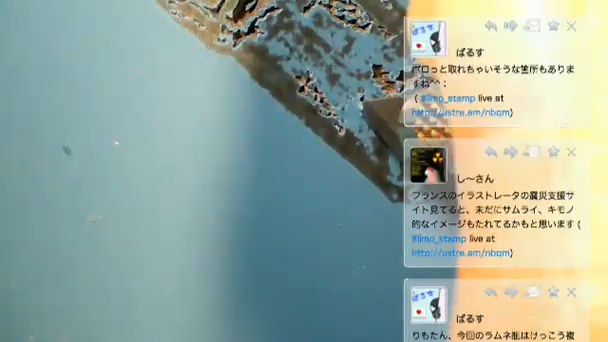 ぱるす
ポロっと取れちゃいそうな箇所もありま
すね^^；
( #limo_stamp live at
http://ustre.am/nbqm)
し〜さん
フランスのイラストレータの震災支援サ
イト見てると、未だにサムライ、キモノ
的なイメージもたれてるかもと思います (
#limo_stamp live at
http://ustre.am/nbqm)
ぱるす
りもたん、今回のラムネ瓶はけっこう複